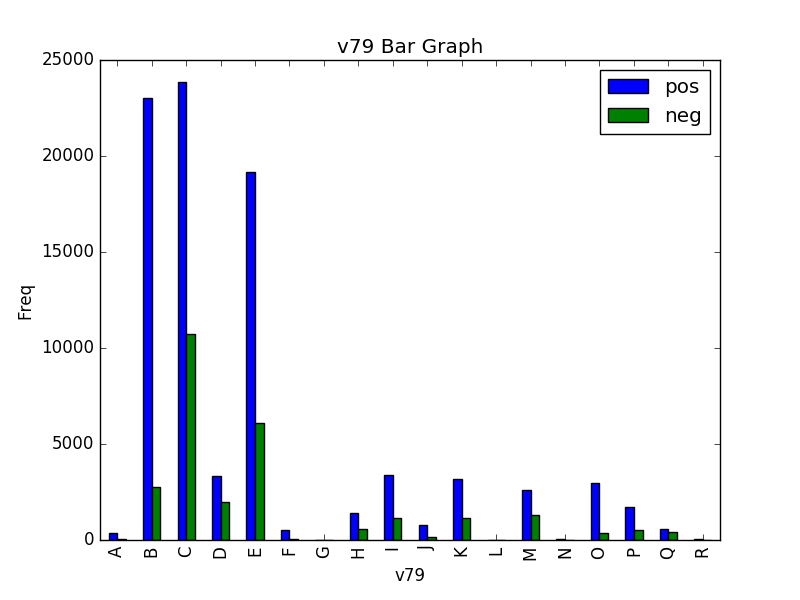 v79 Bar Graph
25000
20000
15000
10000
5000
0
Freq
pos
neg
A B C D E F G H I J K L M N O P Q R
v79